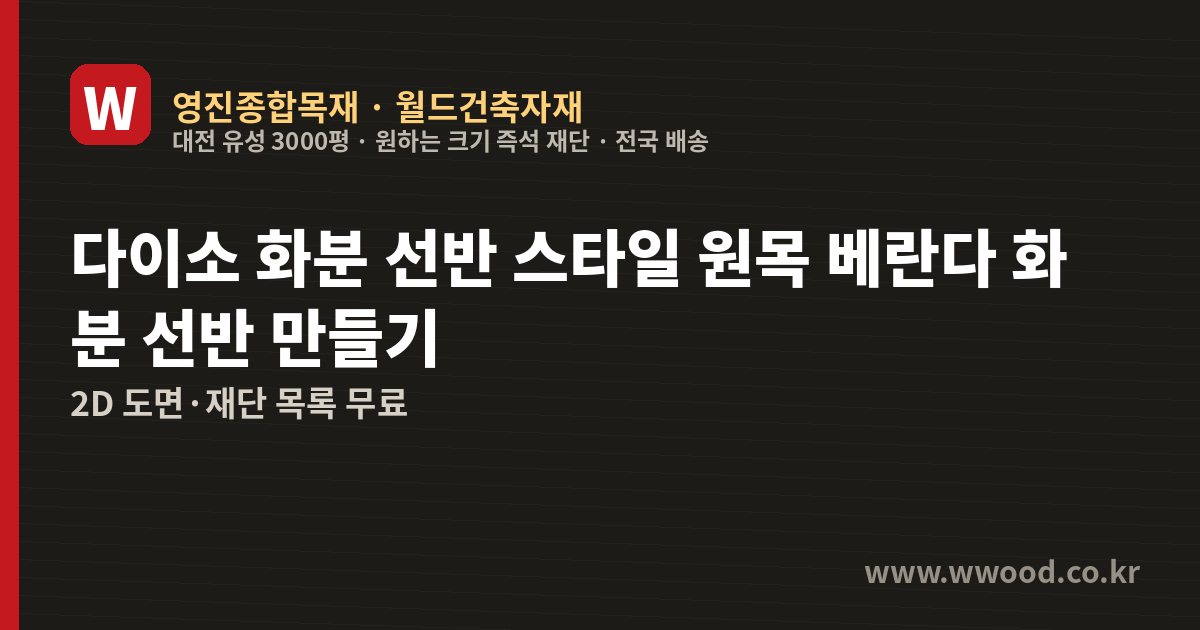 W
영진종합목재 · 월드건축자재
대전 유성 3000평 · 원하는 크기 즉석 재단 · 전국 배송
다이소 화분 선반 스타일 원목 베란다 화
분 선반 만들기
2D 도면·재단 목록 무료
www.wwood.co.kr